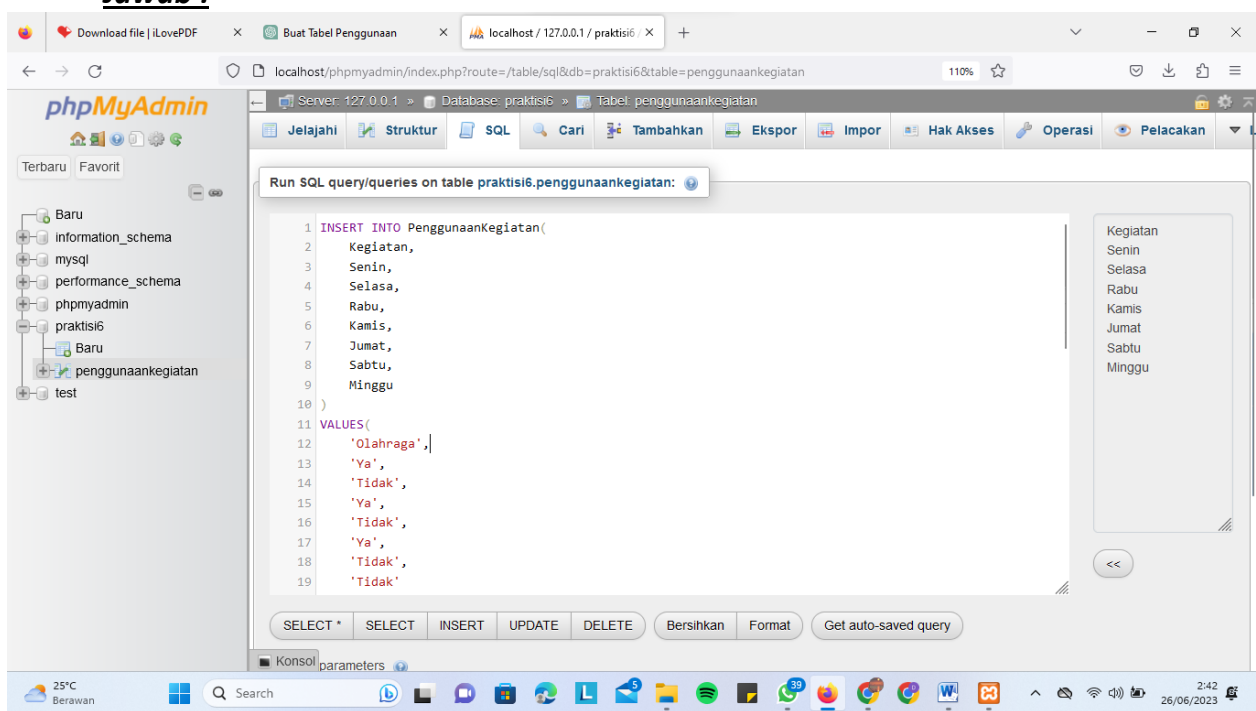 Jawab :
Download file | iLovePDF
Buat Tabel Penggunaan
localhost / 127.0.0.1 / praktisi6 /
localhost/phpmyadmin/index.php?route=/table/sql&db=praktisi6&table=penggunaankegiatan
110%
phpMyAdmin
Terbaru Favorit
Baru
information_schema
mysql
performance_schema
phpmyadmin
praktisi6
Baru
penggunaankegiatan
test
Server: 127.0.0.1 » Database: praktisi6 » Tabel: penggunaankegiatan
Jelajahi Struktur SQL Cari Tambahkan Ekspor Impor Hak Akses Operasi Pelacakan
Run SQL query/queries on table praktisi6.penggunaankegiatan:
1 INSERT INTO PenggunaanKegiatan(
2 Kegiatan,
3 Senin,
4 Selasa,
5 Rabu,
6 Kamis,
7 Jumat,
8 Sabtu,
9 Minggu
10 )
11 VALUES(
12 'Olahraga',
13 'Ya',
14 'Tidak',
15 'Ya',
16 'Tidak',
17 'Ya',
18 'Tidak',
19 'Tidak'
Kegiatan
Senin
Selasa
Rabu
Kamis
Jumat
Sabtu
Minggu
<<
SELECT * SELECT INSERT UPDATE DELETE Bersihkan Format Get auto-saved query
Konsol parameters
25°C
Berawan
Search
5
39
2:42
26/06/2023